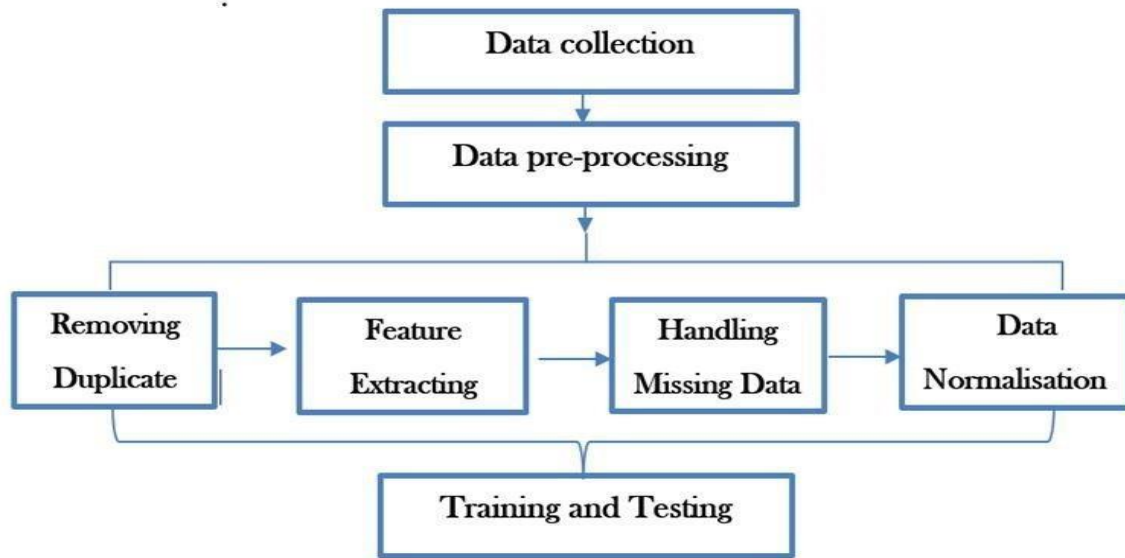 Data collection
Data pre-processing
Removing
Duplicate
Feature
Extracting
Handling
Missing Data
Data
Normalisation
Training and Testing